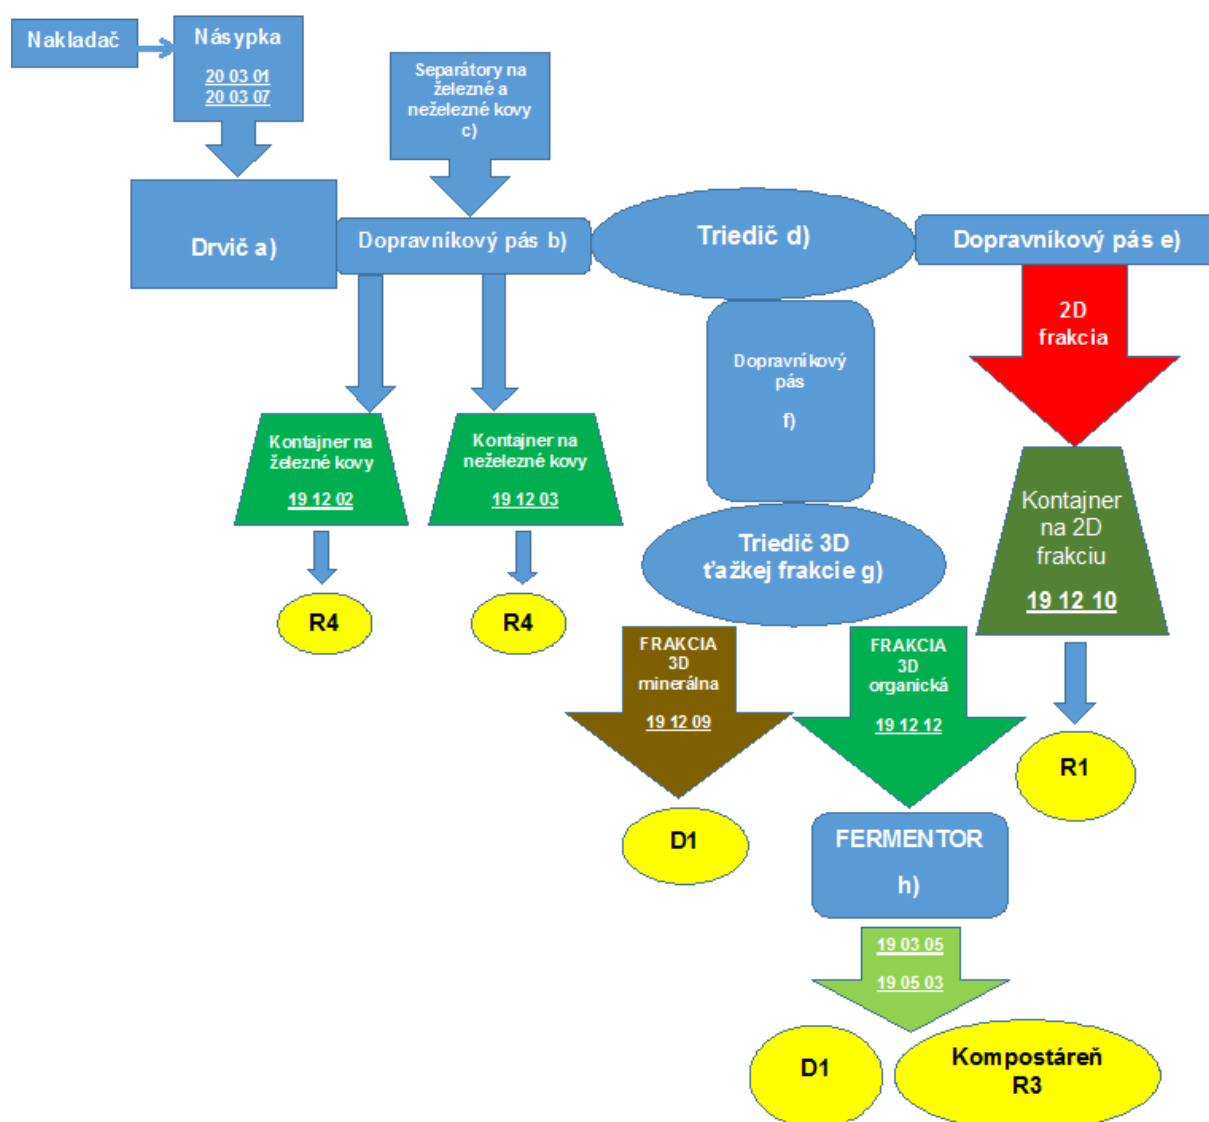 Nakladač
Násypka
20 03 01
20 03 07
Separátory na
železné a
neželezné kovy
c)
Drvič a)
Dopravníkový pás b)
Triedič d)
Dopravníkový pás e)
2D
frakcia
Dopravníkový
pás
f)
Kontajner na
železné kovy
19 12 02
Kontajner na
neželezné kovy
19 12 03
Kontajner
na 2D
frakciu
19 12 10
Triedič 3D
ťažkej frakcie g)
R4
R4
FRAKCIA
3D
minerálna
19 12 09
FRAKCIA
3D
organická
19 12 12
R1
D1
FERMENTOR
h)
19 03 05
19 05 03
D1
Kompostáreň
R3